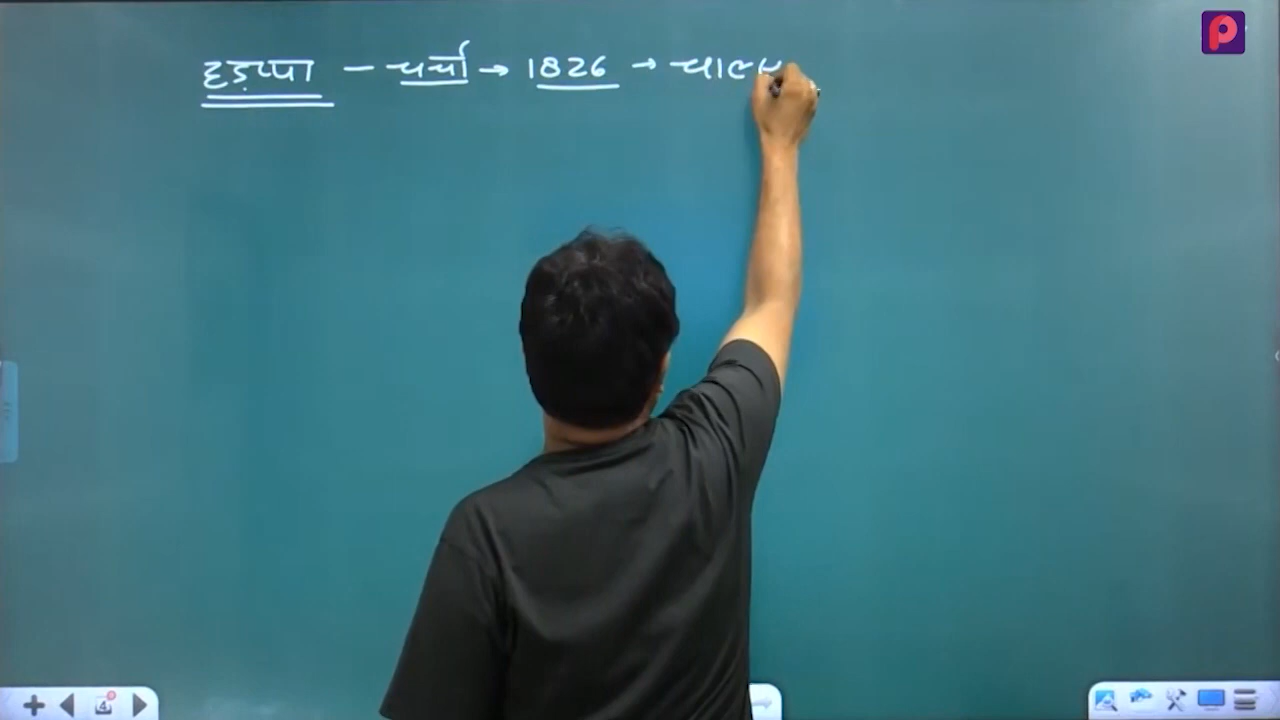 हड़प्पा – चर्चा → 1826 → चाल्स